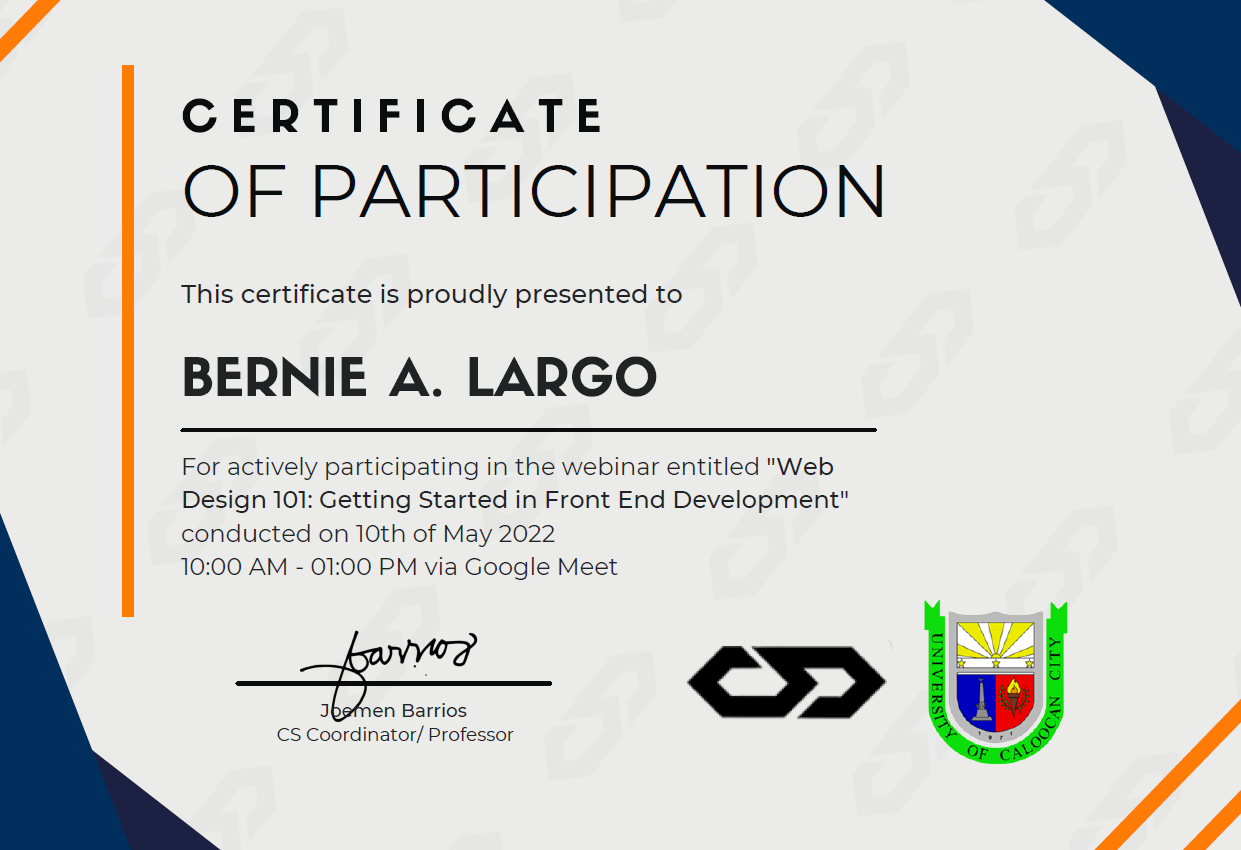 CERTIFICATE
OF PARTICIPATION
This certificate is proudly presented to
BERNIE A. LARGO
For actively participating in the webinar entitled "Web
Design 101: Getting Started in Front End Development"
conducted on 10th of May 2022
10:00 AM - 01:00 PM via Google Meet
Barrios
Joemen Barrios
CS Coordinator/ Professor
UNIVERSITY OF CALOOCAN CITY
1971